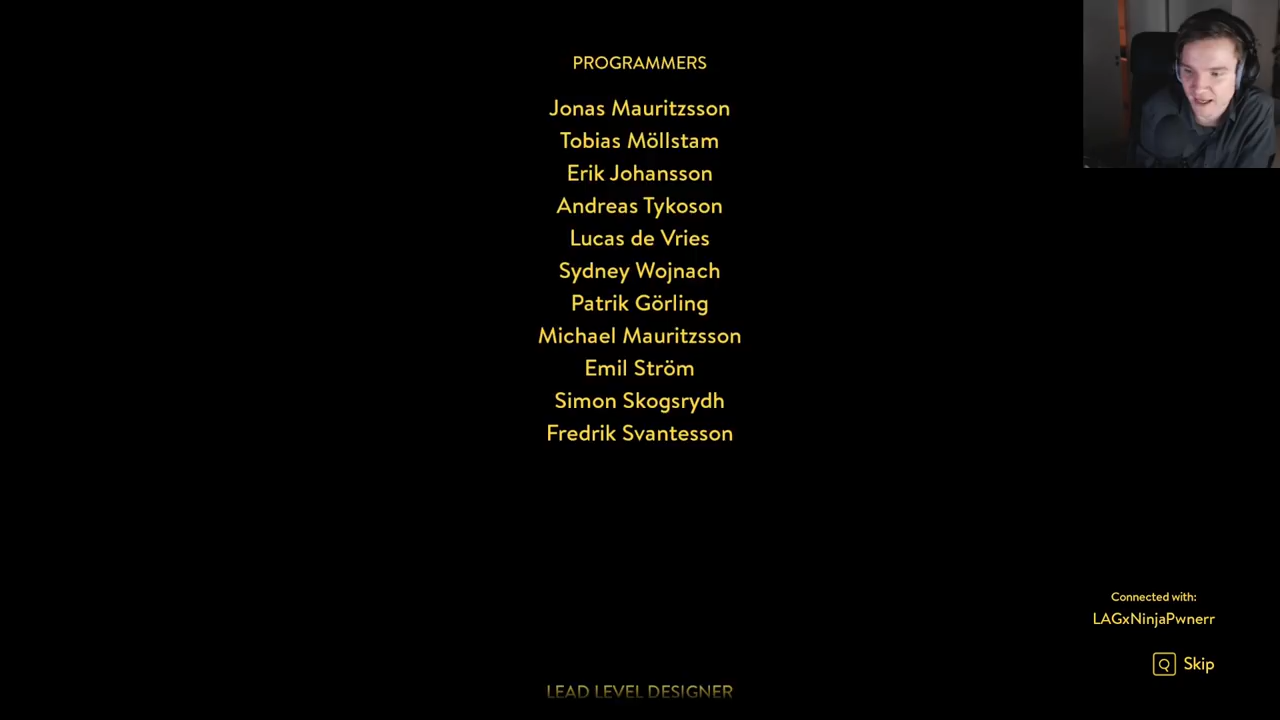 PROGRAMMERS
Jonas Mauritzsson
Tobias Möllstam
Erik Johansson
Andreas Tykoson
Lucas de Vries
Sydney Wojnach
Patrik Görling
Michael Mauritzsson
Emil Ström
Simon Skogsrydh
Fredrik Svantesson
Connected with:
LAGxNinjaPwnerr
Q Skip
LEAD LEVEL DESIGNER